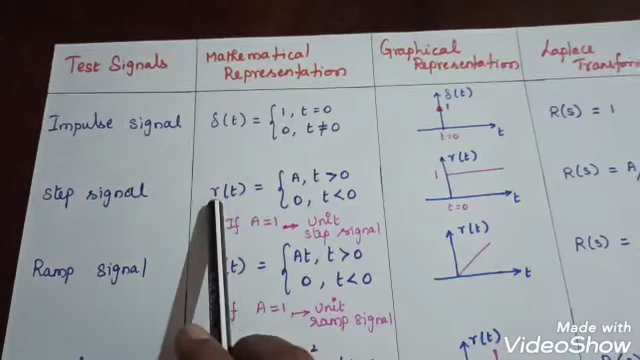 Test Signals
Mathematical
Representation
Graphical
Representation
Laplace
Transfor
Impulse signal
δ(t) = { 1, t=0
0, t≠0
δ(t)
1
t=0
t
R(s) = 1
Step signal
r(t) = { A, t>0
0, t<0
If A=1 → unit
step signal
r(t)
1
t=0
t
R(s) = A
Ramp signal
(t) = { At, t>0
0, t<0
If A=1 → unit
ramp signal
r(t)
t
R(s) =
r(t)
Made with
VideoShow